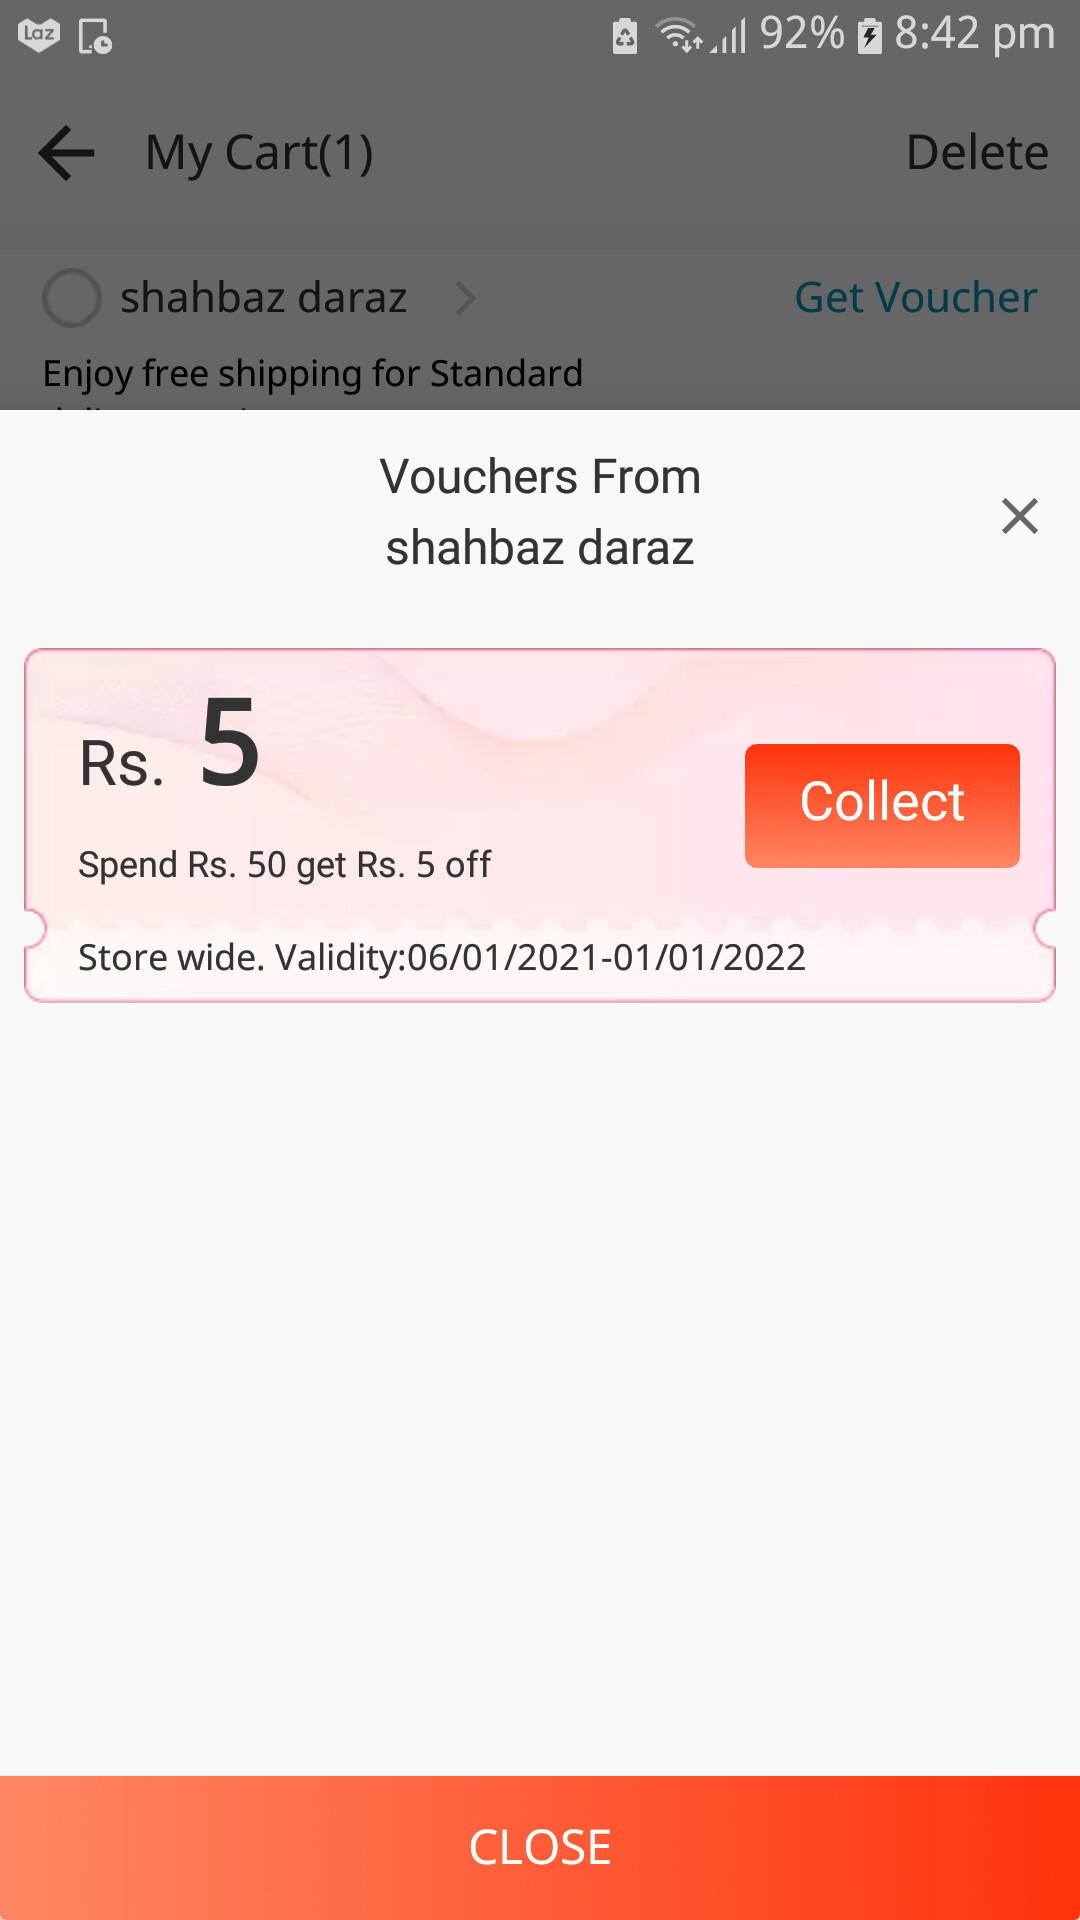 Laz 92% 8:42 pm
My Cart(1) Delete
shahbaz daraz Get Voucher
Enjoy free shipping for Standard
Vouchers From
shahbaz daraz
Rs. 5
Collect
Spend Rs. 50 get Rs. 5 off
Store wide. Validity:06/01/2021-01/01/2022
CLOSE